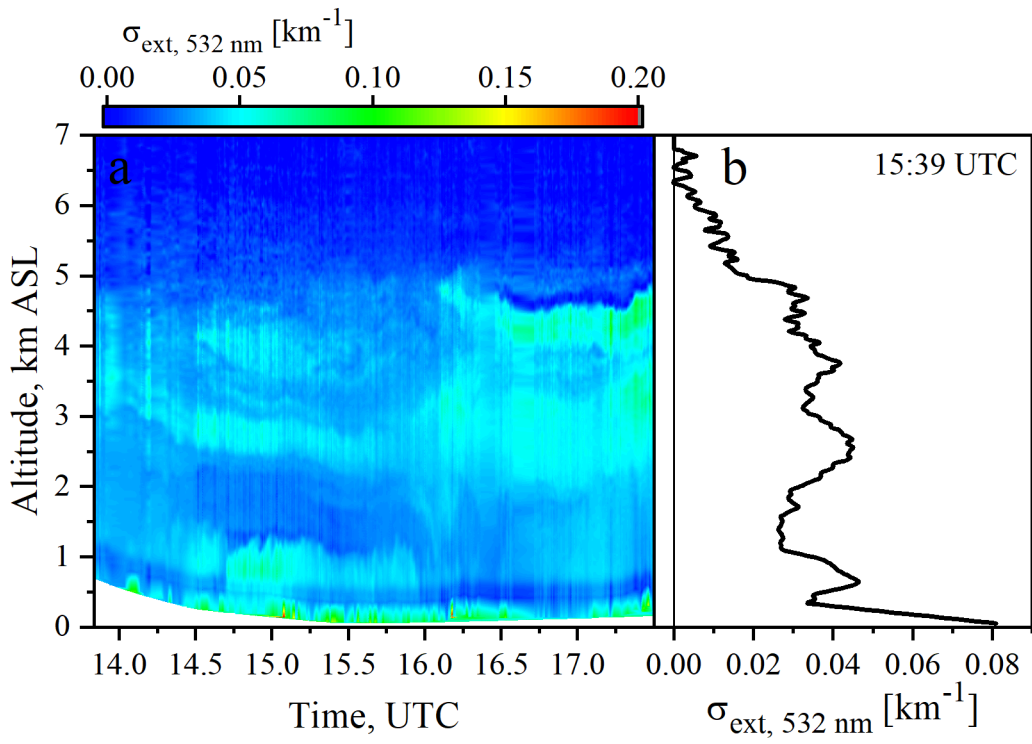 σext, 532 nm [km-1]
0.00 0.05 0.10 0.15 0.20
a
b
15:39 UTC
7
6
5
4
3
2
1
0
Altitude, km ASL
14.0 14.5 15.0 15.5 16.0 16.5 17.0
0.00 0.02 0.04 0.06 0.08
Time, UTC
σext, 532 nm [km-1]